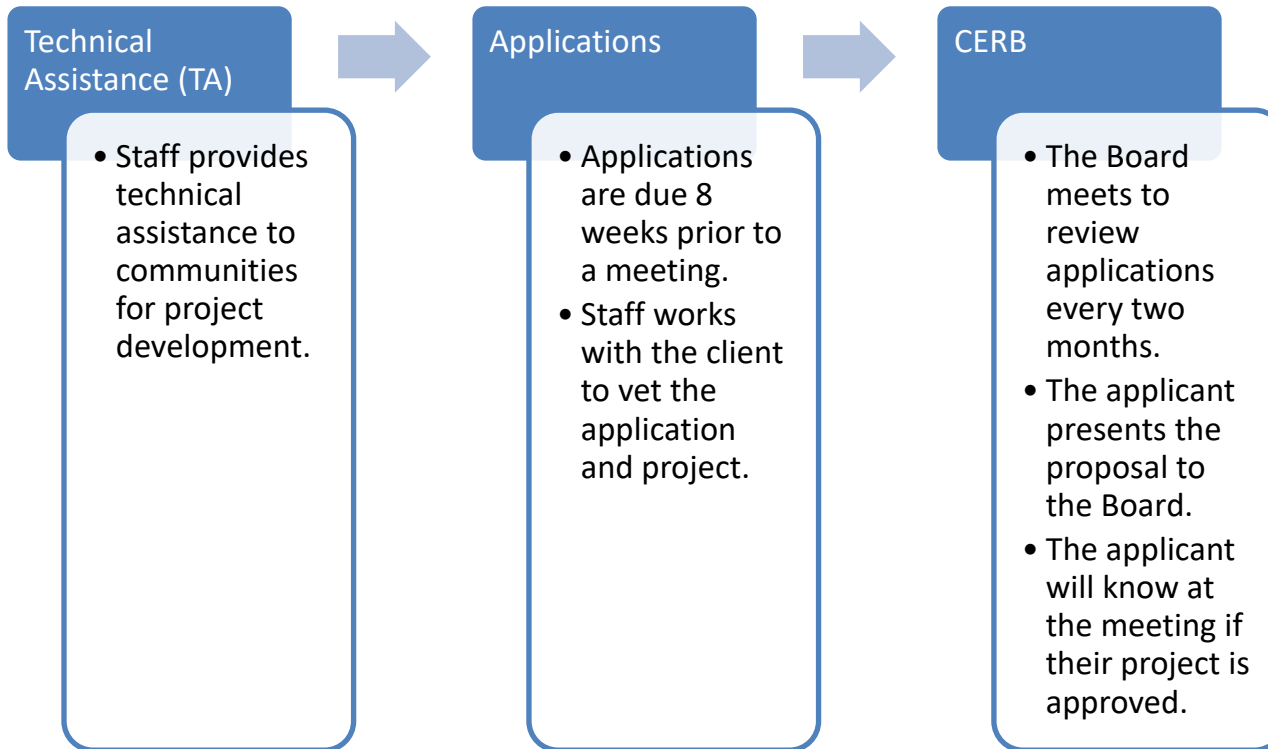 Technical
Assistance (TA)
• Staff provides
technical
assistance to
communities
for project
development.
Applications
• Applications
are due 8
weeks prior to
a meeting.
• Staff works
with the client
to vet the
application
and project.
CERB
• The Board
meets to
review
applications
every two
months.
• The applicant
presents the
proposal to
the Board.
• The applicant
will know at
the meeting if
their project is
approved.